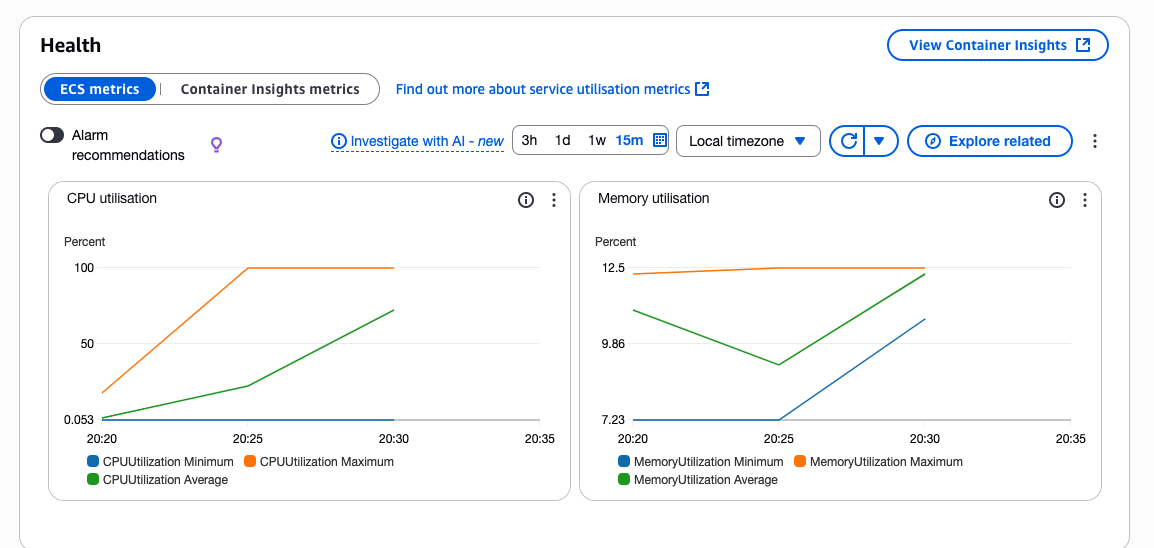 Health
View Container Insights
ECS metrics
Container Insights metrics
Find out more about service utilisation metrics
Alarm
recommendations
Investigate with AI - new
3h 1d 1w 15m
Local timezone
Explore related
CPU utilisation
Percent
100
50
0.053
20:20 20:25 20:30 20:35
CPUUtilization Minimum CPUUtilization Maximum
CPUUtilization Average
Memory utilisation
Percent
12.5
9.86
7.23
20:20 20:25 20:30 20:35
MemoryUtilization Minimum MemoryUtilization Maximum
MemoryUtilization Average